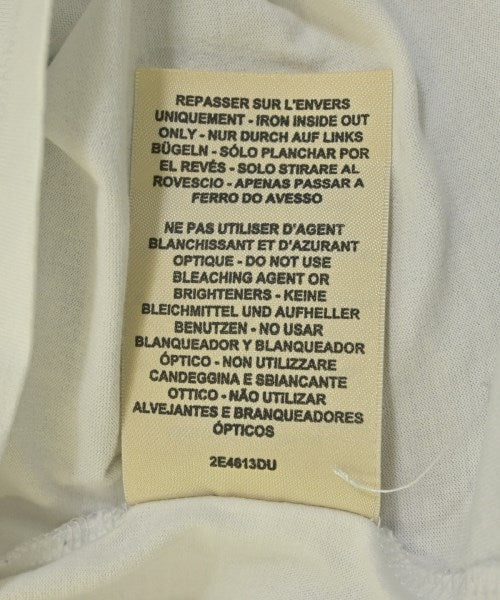 REPASSER SUR L'ENVERS
UNIQUEMENT - IRON INSIDE OUT
ONLY - NUR DURCH AUF LINKS
BÜGELN - SÓLO PLANCHAR POR
EL REVÉS - SOLO STIRARE AL
ROVESCIO - APENAS PASSAR A
FERRO DO AVESSO
NE PAS UTILISER D'AGENT
BLANCHISSANT ET D'AZURANT
OPTIQUE - DO NOT USE
BLEACHING AGENT OR
BRIGHTENERS - KEINE
BLEICHMITTEL UND AUFHELLER
BENUTZEN - NO USAR
BLANQUEADOR Y BLANQUEADOR
ÓPTICO - NON UTILIZZARE
CANDEGGINA E SBIANCANTE
OTTICO - NÃO UTILIZAR
ALVEJANTES E BRANQUEADORES
ÓPTICOS
2E4613DU